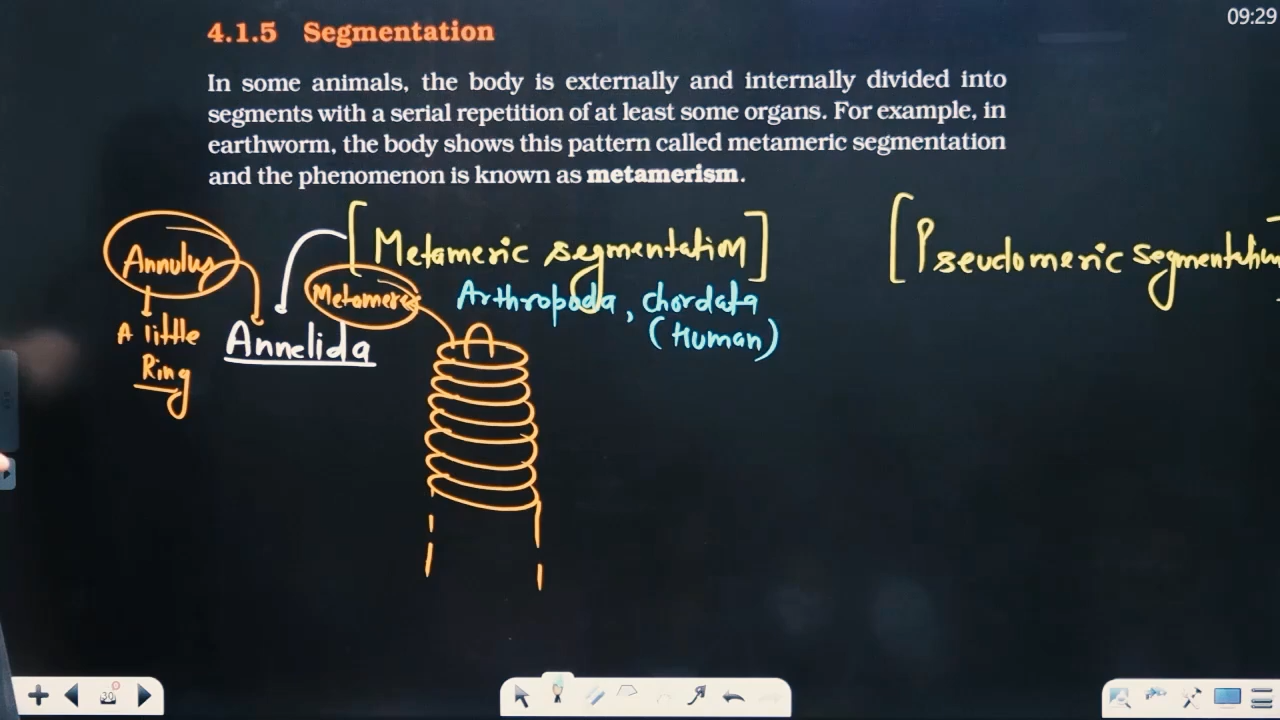 09:29
4.1.5 Segmentation
In some animals, the body is externally and internally divided into
segments with a serial repetition of at least some organs. For example, in
earthworm, the body shows this pattern called metameric segmentation
and the phenomenon is known as metamerism.
[Metameric segmentation]
[Pseudomeric segmentation]
Annulus
Metameres
Arthropoda, chordata
(Human)
A little
Ring
Annelida
39